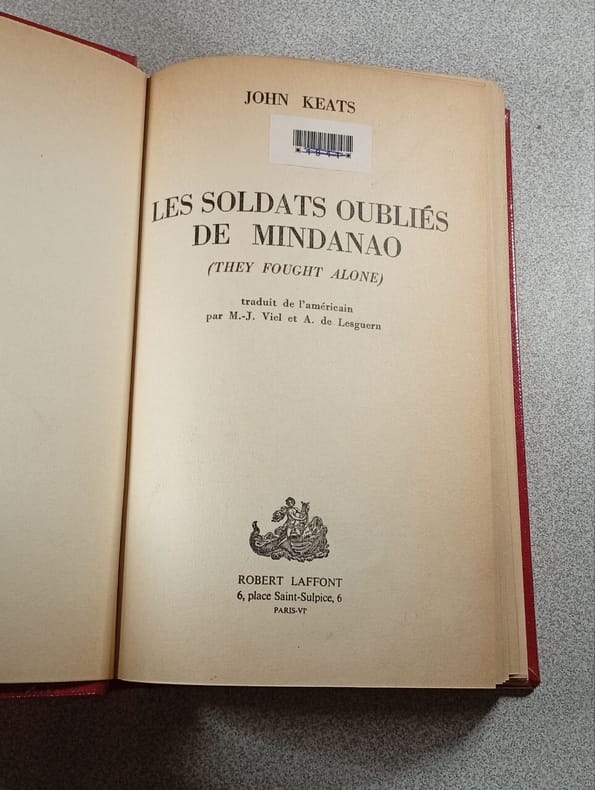 JOHN KEATS
LES SOLDATS OUBLIÉS
DE MINDANAO
(THEY FOUGHT ALONE)
traduit de l'américain
par M.-J. Viel et A. de Lesguern
ROBERT LAFFONT
6, place Saint-Sulpice, 6
PARIS-VIᵉ